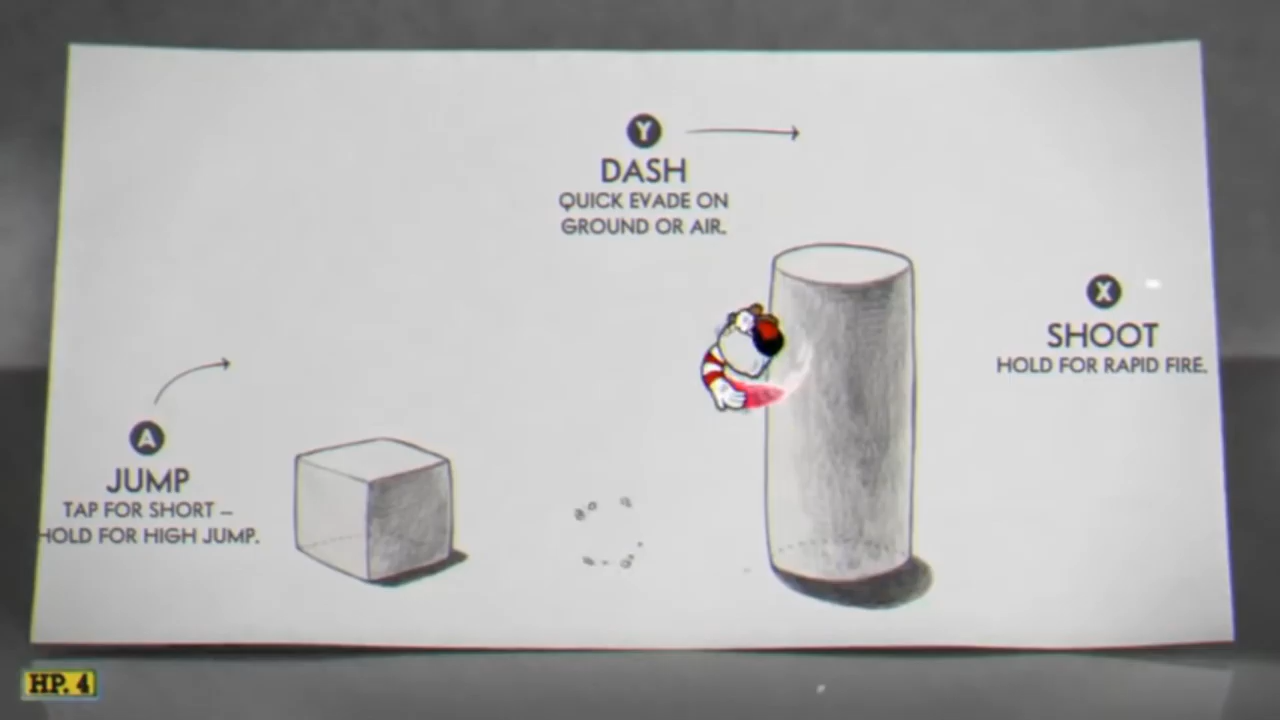 Y
DASH
QUICK EVADE ON
GROUND OR AIR.
X
SHOOT
HOLD FOR RAPID FIRE.
A
JUMP
TAP FOR SHORT –
HOLD FOR HIGH JUMP.
HP. 4